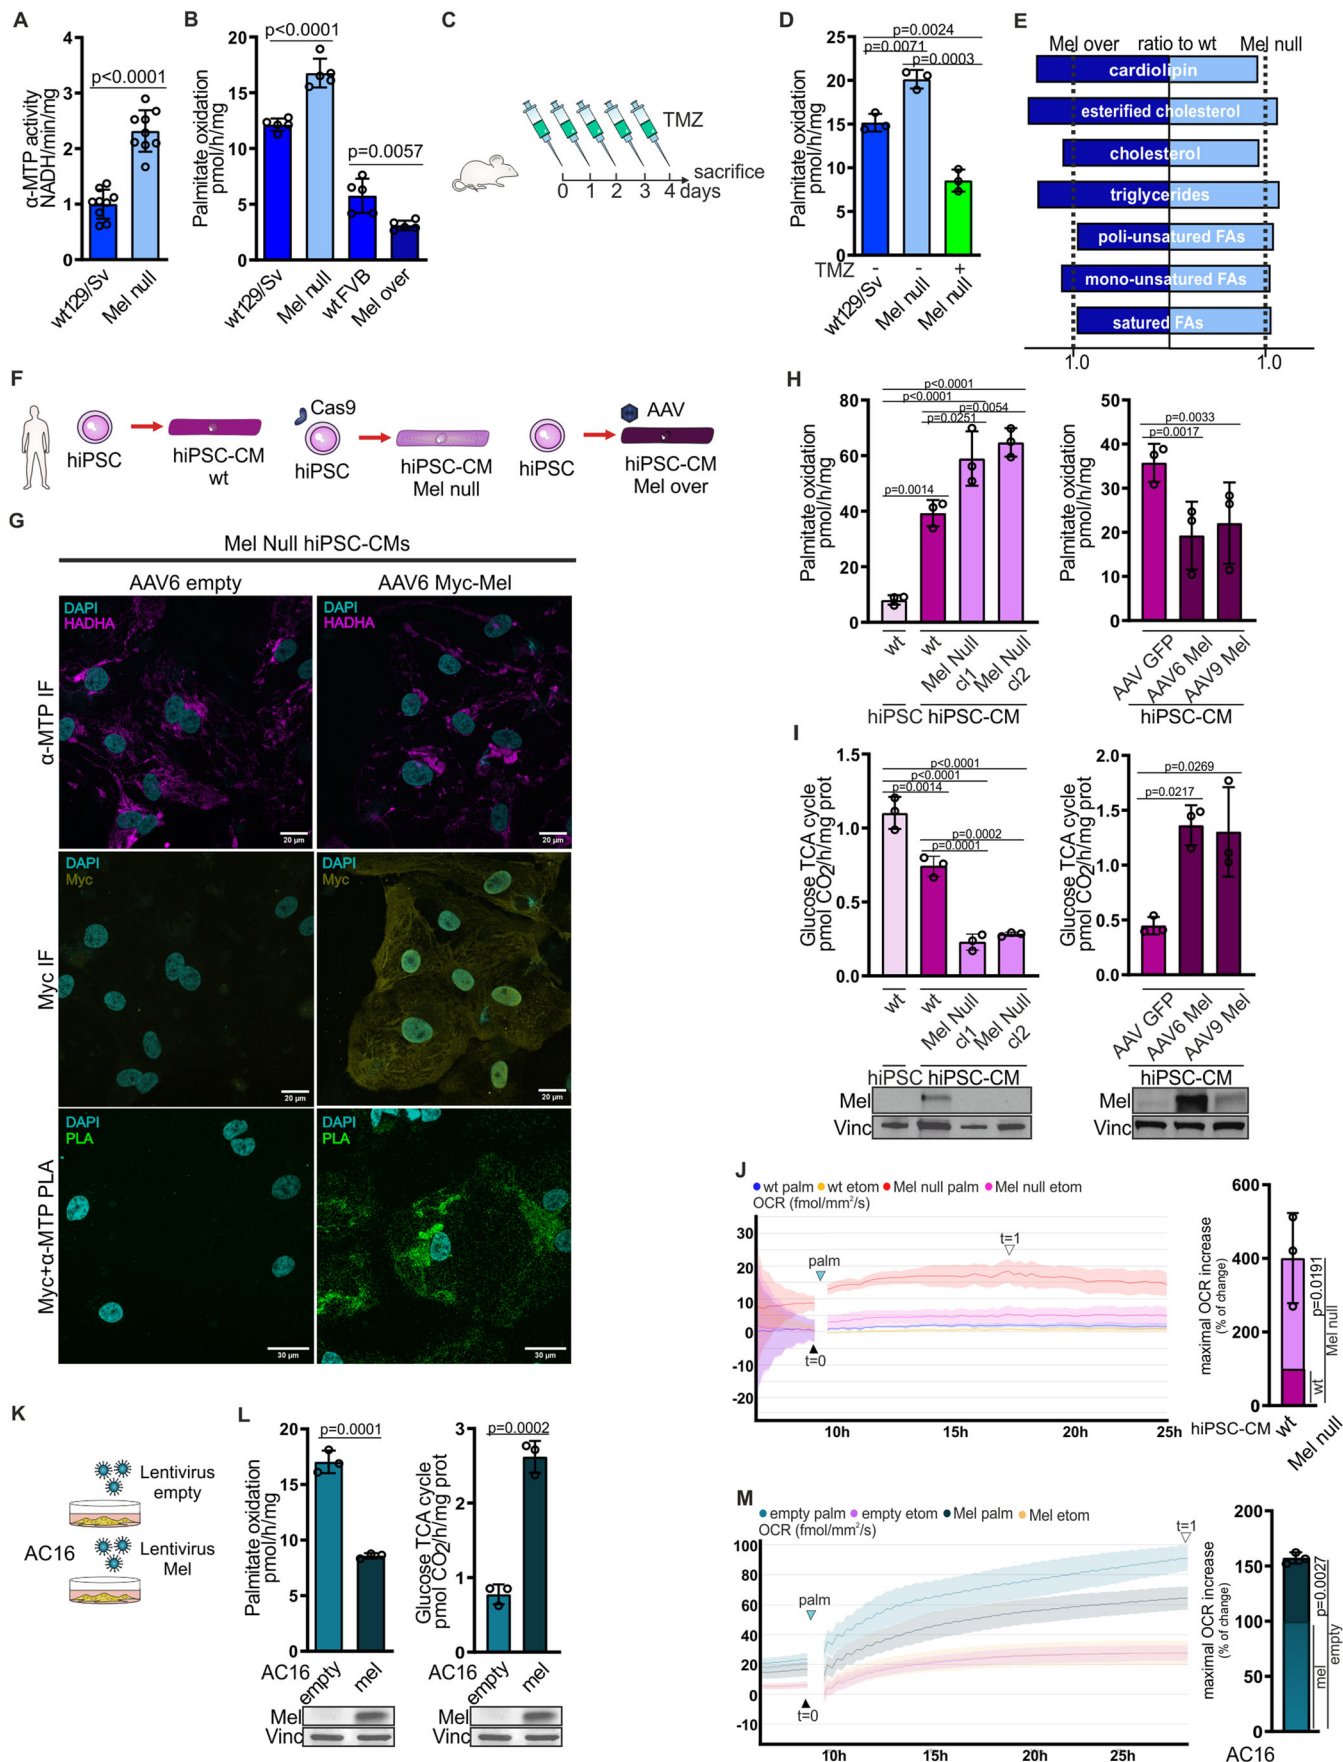 A
α-MTP activity
NADH/min/mg
4
3
2
1
0
p<0.0001
wt129/Sv
Mel null
B
Palmitate oxidation
pmol/h/mg
20
15
10
5
0
p<0.0001
p=0.0057
wt129/Sv
Mel null
wt FVB
Mel over
C
TMZ
sacrifice
0 1 2 3 4 days
D
Palmitate oxidation
pmol/h/mg
25
20
15
10
5
0
p=0.0024
p=0.0071
p=0.0003
TMZ - - +
wt129/Sv
Mel null
Mel null
E
Mel over ratio to wt Mel null
cardiolipin
esterified cholesterol
cholesterol
triglycerides
poli-unsatured FAs
mono-unsatured FAs
satured FAs
1.0 1.0
F
hiPSC
hiPSC-CM
wt
Cas9
hiPSC
hiPSC-CM
Mel null
hiPSC
AAV
hiPSC-CM
Mel over
G
Mel Null hiPSC-CMs
AAV6 empty AAV6 Myc-Mel
α-MTP IF
DAPI
HADHA
20 µm
DAPI
HADHA
20 µm
Myc IF
DAPI
Myc
20 µm
DAPI
Myc
20 µm
Myc+α-MTP PLA
DAPI
PLA
30 µm
DAPI
PLA
30 µm
H
Palmitate oxidation
pmol/h/mg
80
60
40
20
0
p<0.0001
p<0.0001
p=0.0054
p=0.0251
p=0.0014
wt
wt
Mel Null
cl1
Mel Null
cl2
hiPSC hiPSC-CM
Palmitate oxidation
pmol/h/mg
50
40
30
20
10
0
p=0.0033
p=0.0017
AAV GFP
AAV6 Mel
AAV9 Mel
hiPSC-CM
I
Glucose TCA cycle
pmol CO2/h/mg prot
1.5
1.0
0.5
0.0
p<0.0001
p<0.0001
p=0.0014
p=0.0002
p=0.0001
wt
wt
Mel Null
cl1
Mel Null
cl2
hiPSC hiPSC-CM
Mel
Vinc
Glucose TCA cycle
pmol CO2/h/mg prot
2.0
1.5
1.0
0.5
0.0
p=0.0269
p=0.0217
AAV GFP
AAV6 Mel
AAV9 Mel
hiPSC-CM
Mel
Vinc
J
wt palm wt etom Mel null palm Mel null etom
OCR (fmol/mm²/s)
30
20
10
0
-10
-20
palm
t=1
t=0
10h 15h 20h 25h
maximal OCR increase
(% of change)
600
400
200
0
p=0.0191
wt
Mel null
hiPSC-CM
wt
Mel null
K
Lentivirus
empty
AC16
Lentivirus
Mel
L
Palmitate oxidation
pmol/h/mg
20
15
10
5
0
p=0.0001
AC16
empty
mel
Mel
Vinc
Glucose TCA cycle
pmol CO2/h/mg prot
3
2
1
0
p=0.0002
empty
mel
Mel
Vinc
M
empty palm empty etom Mel palm Mel etom
OCR (fmol/mm²/s)
100
80
60
40
20
0
-10
palm
t=1
t=0
10h 15h 20h 25h
maximal OCR increase
(% of change)
200
150
100
50
0
p=0.0027
mel
empty
AC16